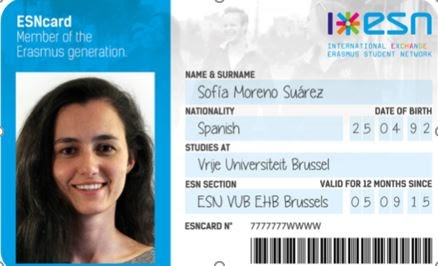 ESNcard
Member of the
Erasmus generation.
esn
INTERNATIONAL EXCHANGE
ERASMUS STUDENT NETWORK
NAME & SURNAME
Sofía Moreno Suárez
NATIONALITY DATE OF BIRTH
Spanish 25 04 92
STUDIES AT
Vrije Universiteit Brussel
ESN SECTION VALID FOR 12 MONTHS SINCE
ESN VUB EHB Brussels 05 09 15
ESNCARD N° 7777777WWWW